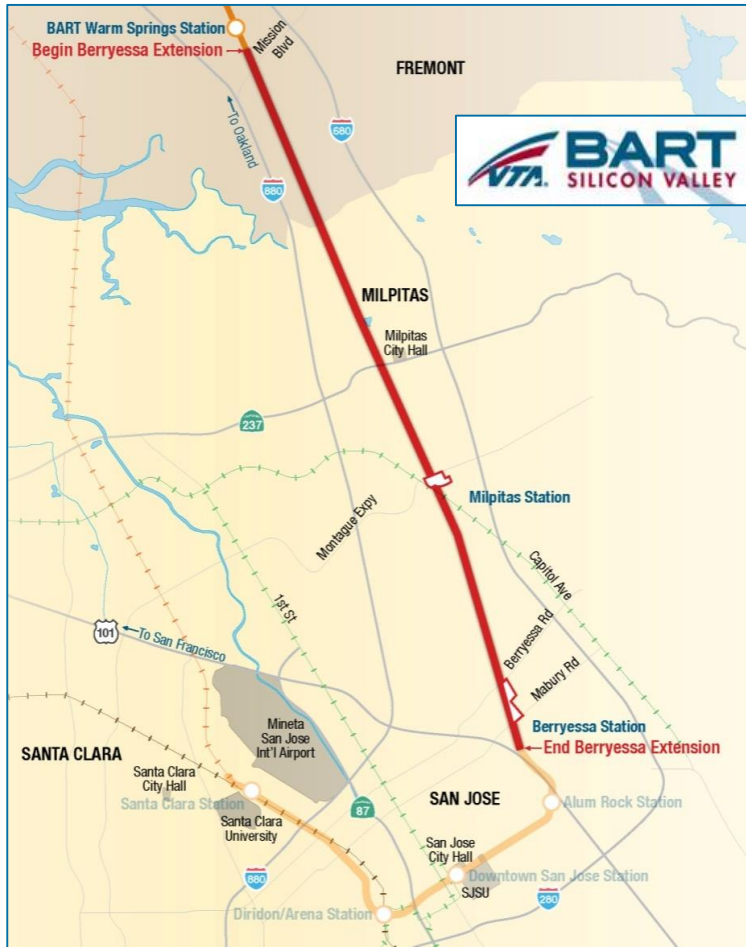 BART Warm Springs Station
Begin Berryessa Extension
Mission
Blvd
FREMONT
To Oakland
680
880
VTA
BART
SILICON VALLEY
MILPITAS
Milpitas
City Hall
237
Milpitas Station
Montague Expy
Capitol Ave
1st St
101
To San Francisco
Berryessa Rd
Mabury Rd
Mineta
San Jose
Int'l Airport
Berryessa Station
End Berryessa Extension
SANTA CLARA
Santa Clara
City Hall
Santa Clara Station
Santa Clara
University
87
SAN JOSE
Alum Rock Station
San Jose
City Hall
Downtown San Jose Station
SJSU
880
280
Diridon/Arena Station